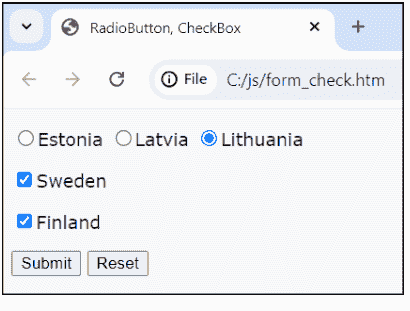 RadioButton, CheckBox
File C:/js/form_check.htm
Estonia Latvia Lithuania
Sweden
Finland
Submit Reset